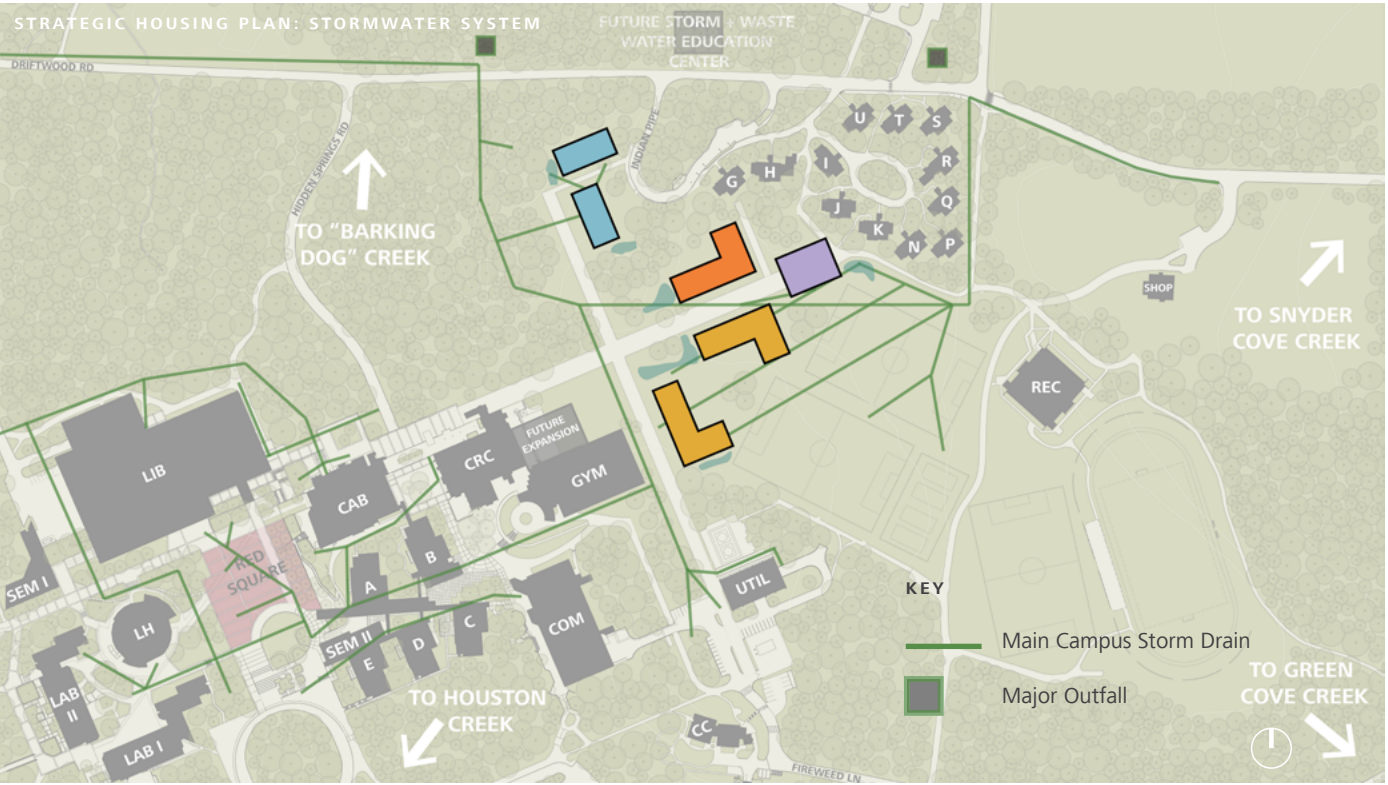 STRATEGIC HOUSING PLAN: STORMWATER SYSTEM
FUTURE STORM + WASTE
WATER EDUCATION
CENTER
DRIFTWOOD RD
HIDDEN SPRINGS RD
INDIAN PIPE
U
T
S
R
Q
P
N
K
J
I
H
G
TO “BARKING
DOG” CREEK
SHOP
TO SNYDER
COVE CREEK
REC
LIB
CAB
CRC
FUTURE
EXPANSION
GYM
SEM I
RED
SQUARE
A
B
UTIL
LH
SEM II
C
D
E
COM
LAB
II
LAB I
TO HOUSTON
CREEK
CC
FIREWEED LN
KEY
Main Campus Storm Drain
Major Outfall
TO GREEN
COVE CREEK